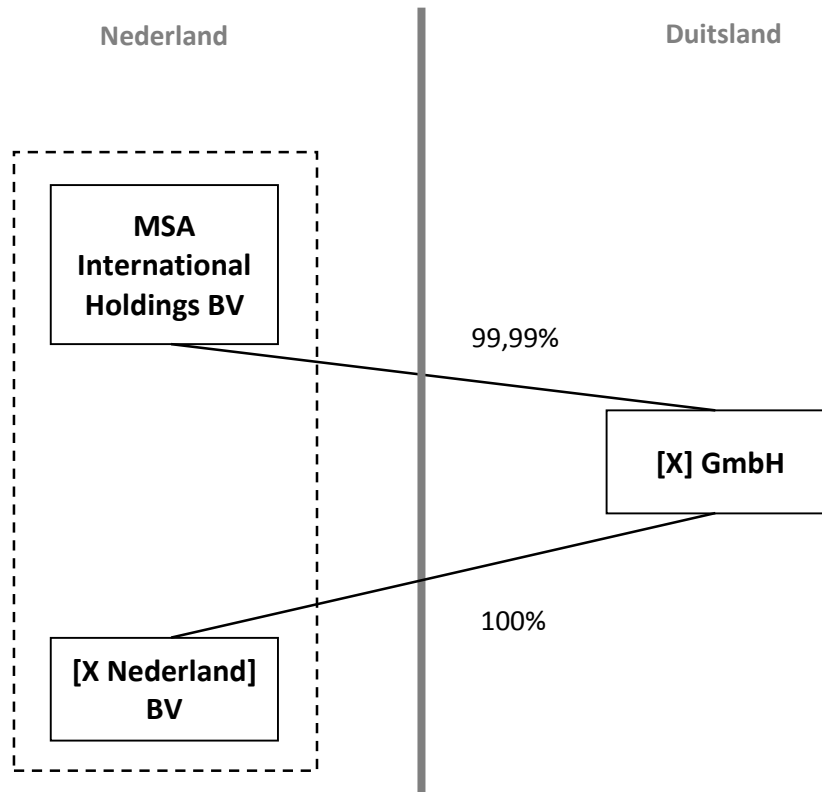 Nederland
Duitsland
MSA
International
Holdings BV
99,99%
[X] GmbH
100%
[X Nederland]
BV